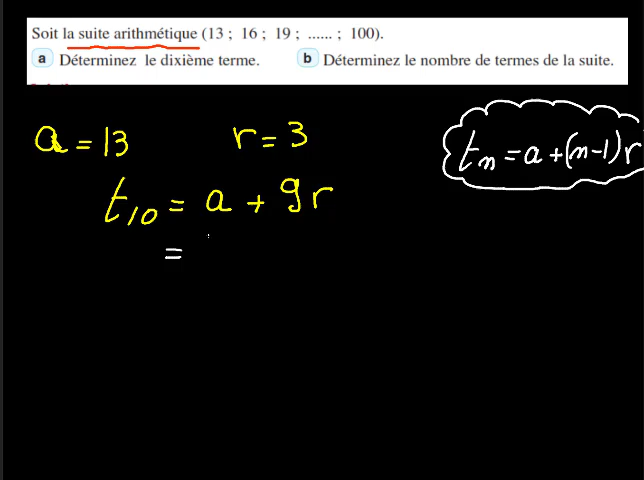 Soit la suite arithmétique (13 ; 16 ; 19 ; ...... ; 100).
a Déterminez le dixième terme. b Déterminez le nombre de termes de la suite.
a = 13 r = 3
tn = a + (n-1) r
t10 = a + 9r
=